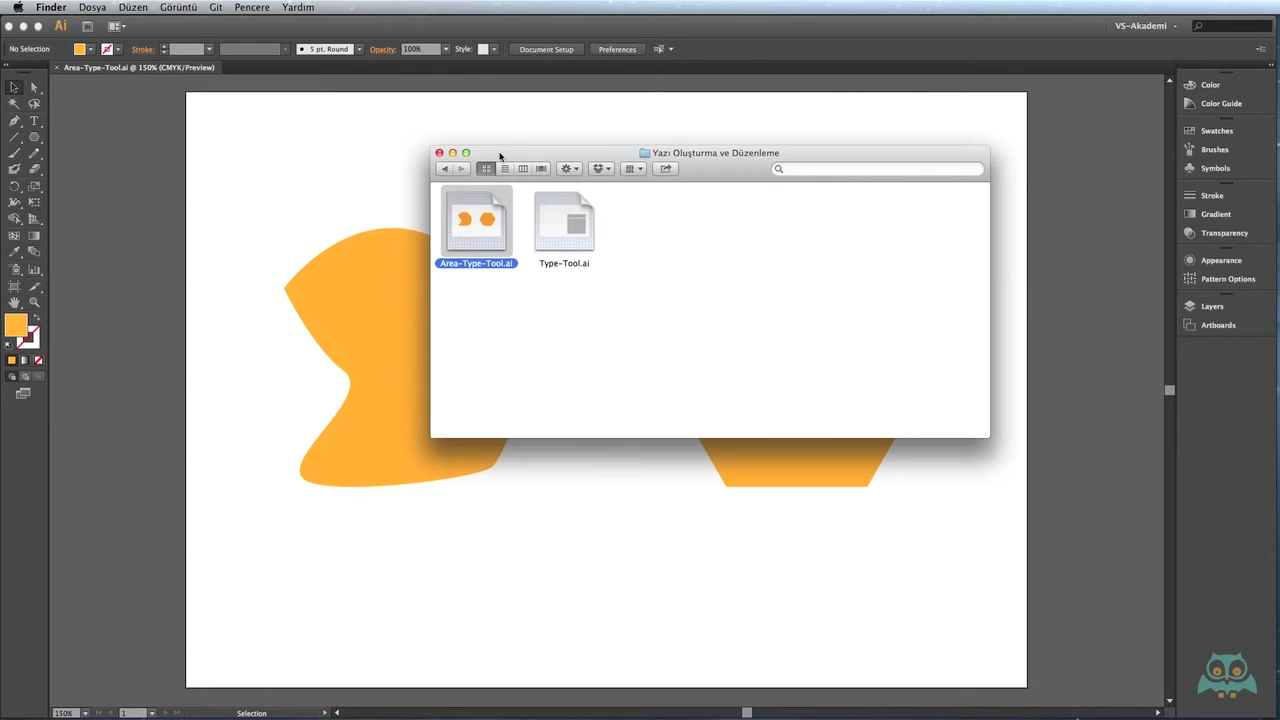 Finder Dosya Düzen Görüntü Git Pencere Yardım
Ai VS-Akademi
No Selection Stroke: 5 pt. Round Opacity: 100% Style: Document Setup Preferences
× Area-Type-Tool.ai @ 150% (CMYK/Preview)
Yazı Oluşturma ve Düzenleme
Area-Type-Tool.ai Type-Tool.ai
Color
Color Guide
Swatches
Brushes
Symbols
Stroke
Gradient
Transparency
Appearance
Pattern Options
Layers
Artboards
150% 1 Selection